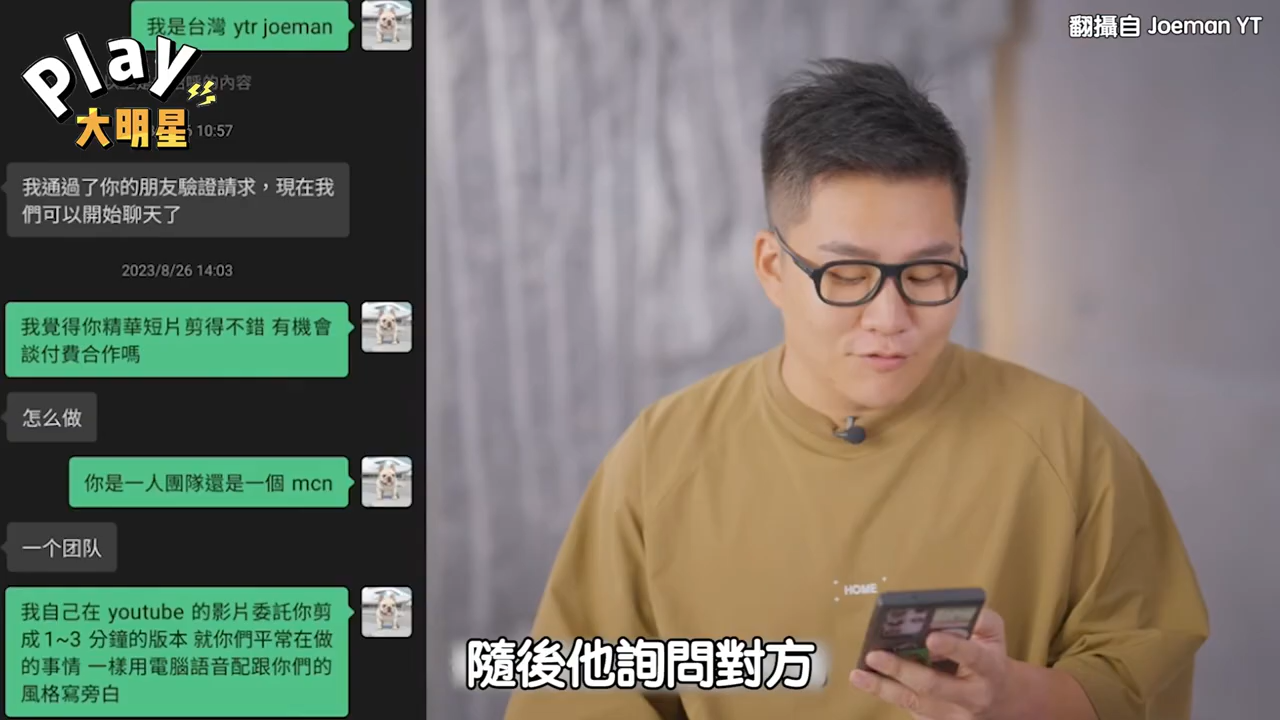 我是台灣 ytr joeman
Play
大明星
10:57
我通過了你的朋友驗證請求，現在我
們可以開始聊天了
2023/8/26 14:03
我覺得你精華短片剪得不錯 有機會
談付費合作嗎
怎么做
你是一人團隊還是一個 mcn
一个团队
我自己在 youtube 的影片委託你剪
成 1~3 分鐘的版本 就你們平常在做
的事情 一樣用電腦語音配跟你們的
風格寫旁白
翻攝自 Joeman YT
HOME
隨後他詢問對方